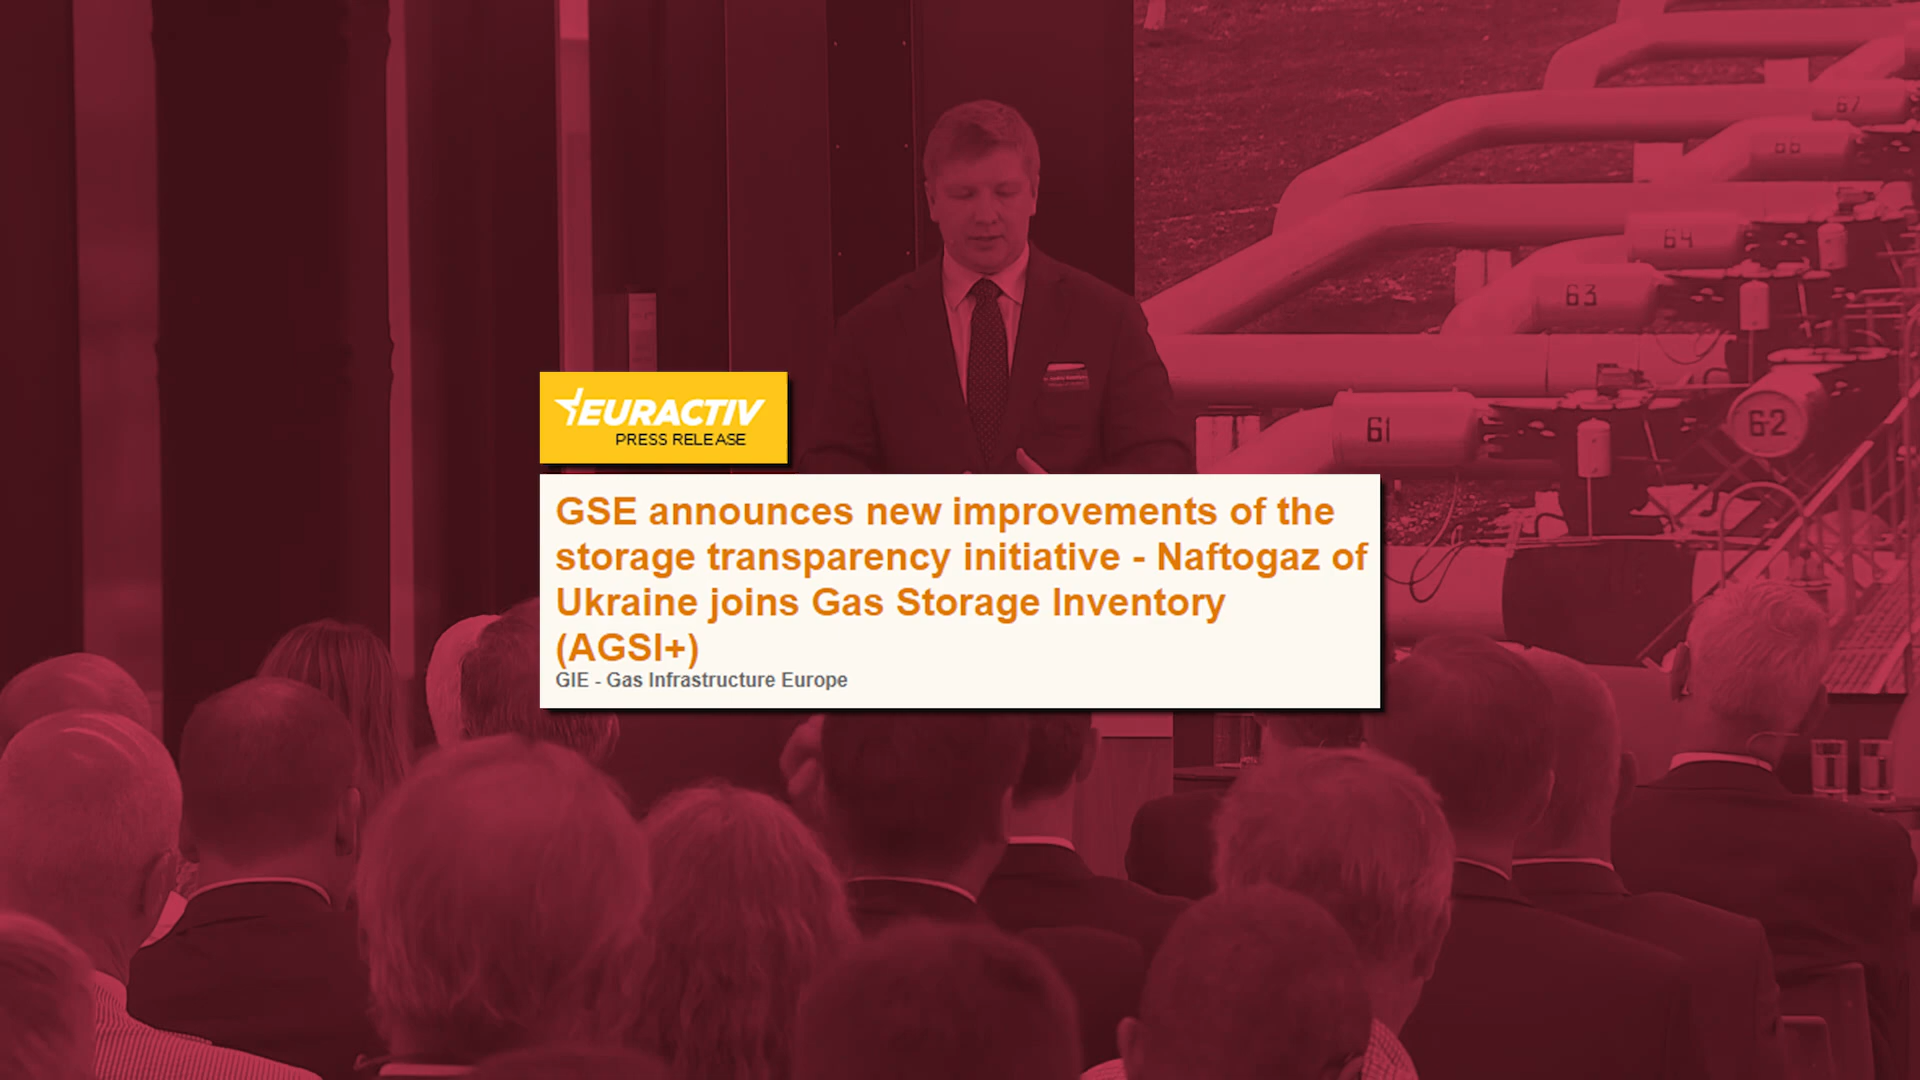 67
64
63
62
61
EURACTIV
PRESS RELEASE
GSE announces new improvements of the
storage transparency initiative - Naftogaz of
Ukraine joins Gas Storage Inventory
(AGSI+)
GIE - Gas Infrastructure Europe